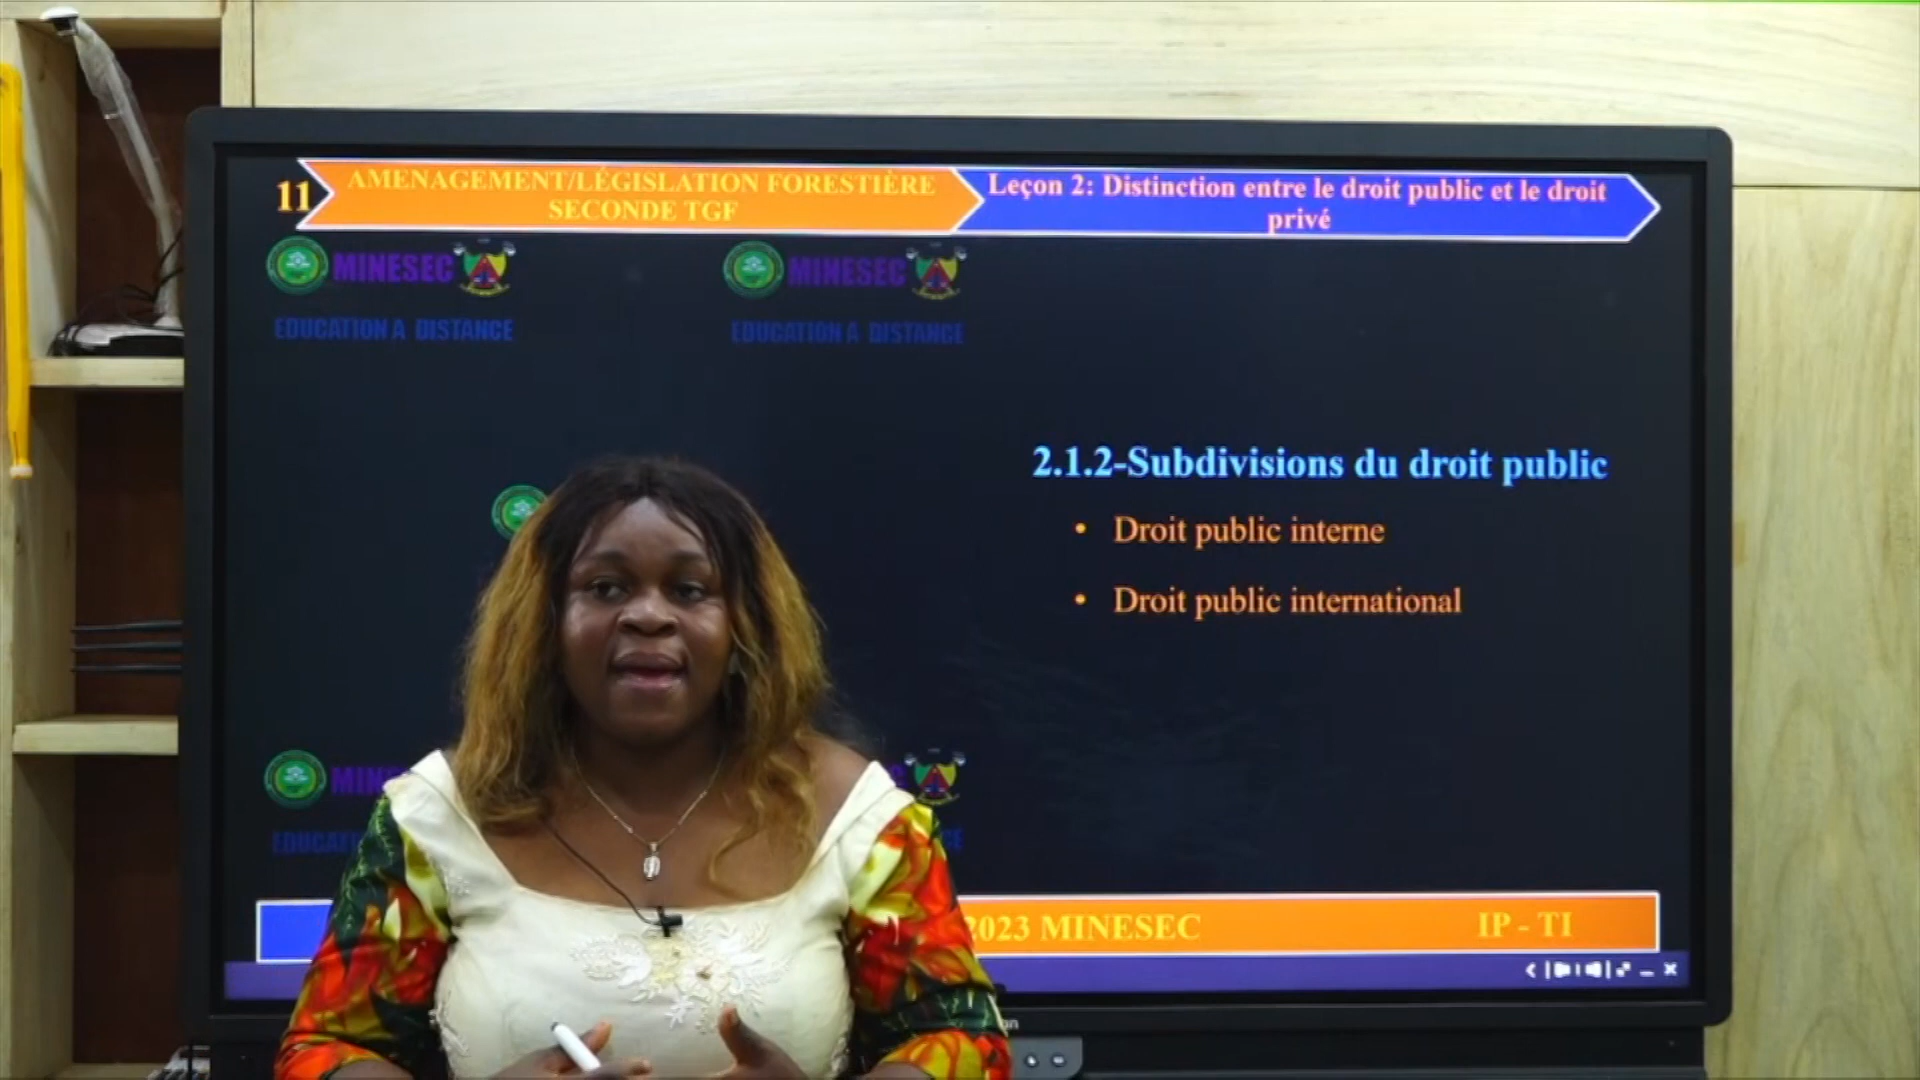 11
AMENAGEMENT/LÉGISLATION FORESTIÈRE
SECONDE TGF
Leçon 2: Distinction entre le droit public et le droit
privé
MINESEC
EDUCATION A DISTANCE
MINESEC
EDUCATION A DISTANCE
2.1.2-Subdivisions du droit public
• Droit public interne
• Droit public international
2023 MINESEC
IP - TI